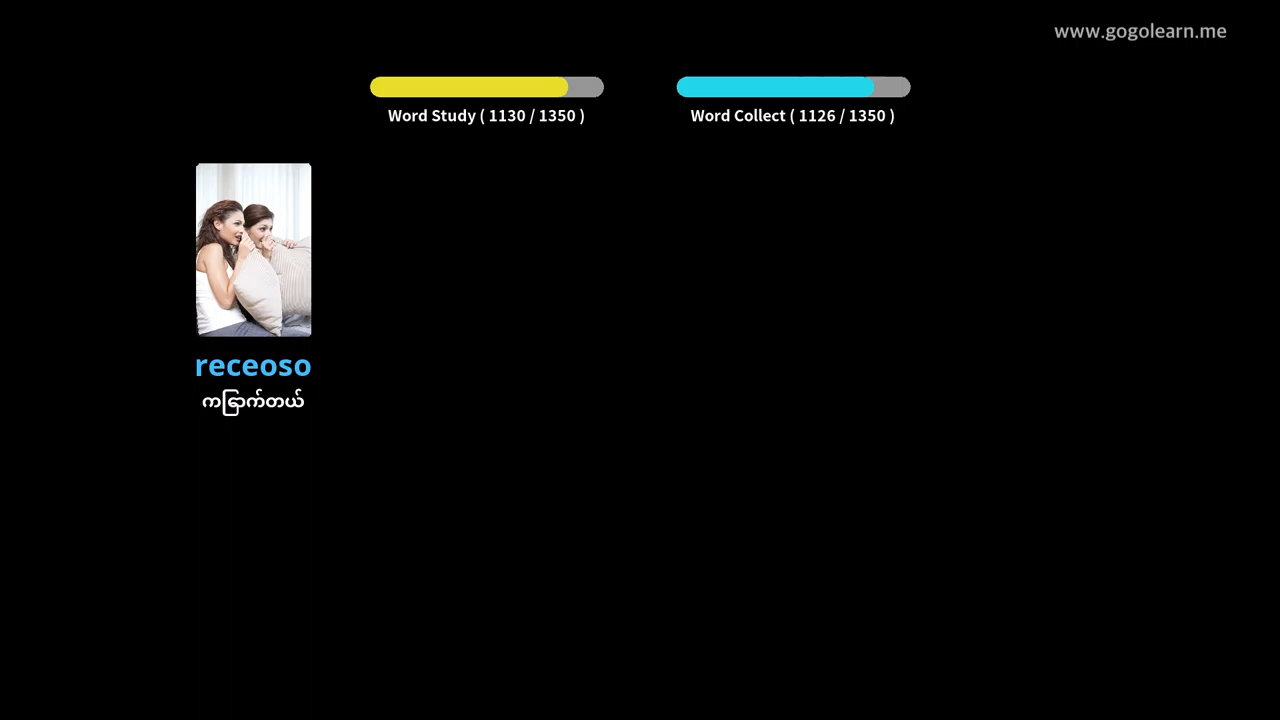 www.gogolearn.me
Word Study ( 1130 / 1350 )
Word Collect ( 1126 / 1350 )
receoso
ကြောက်တယ်